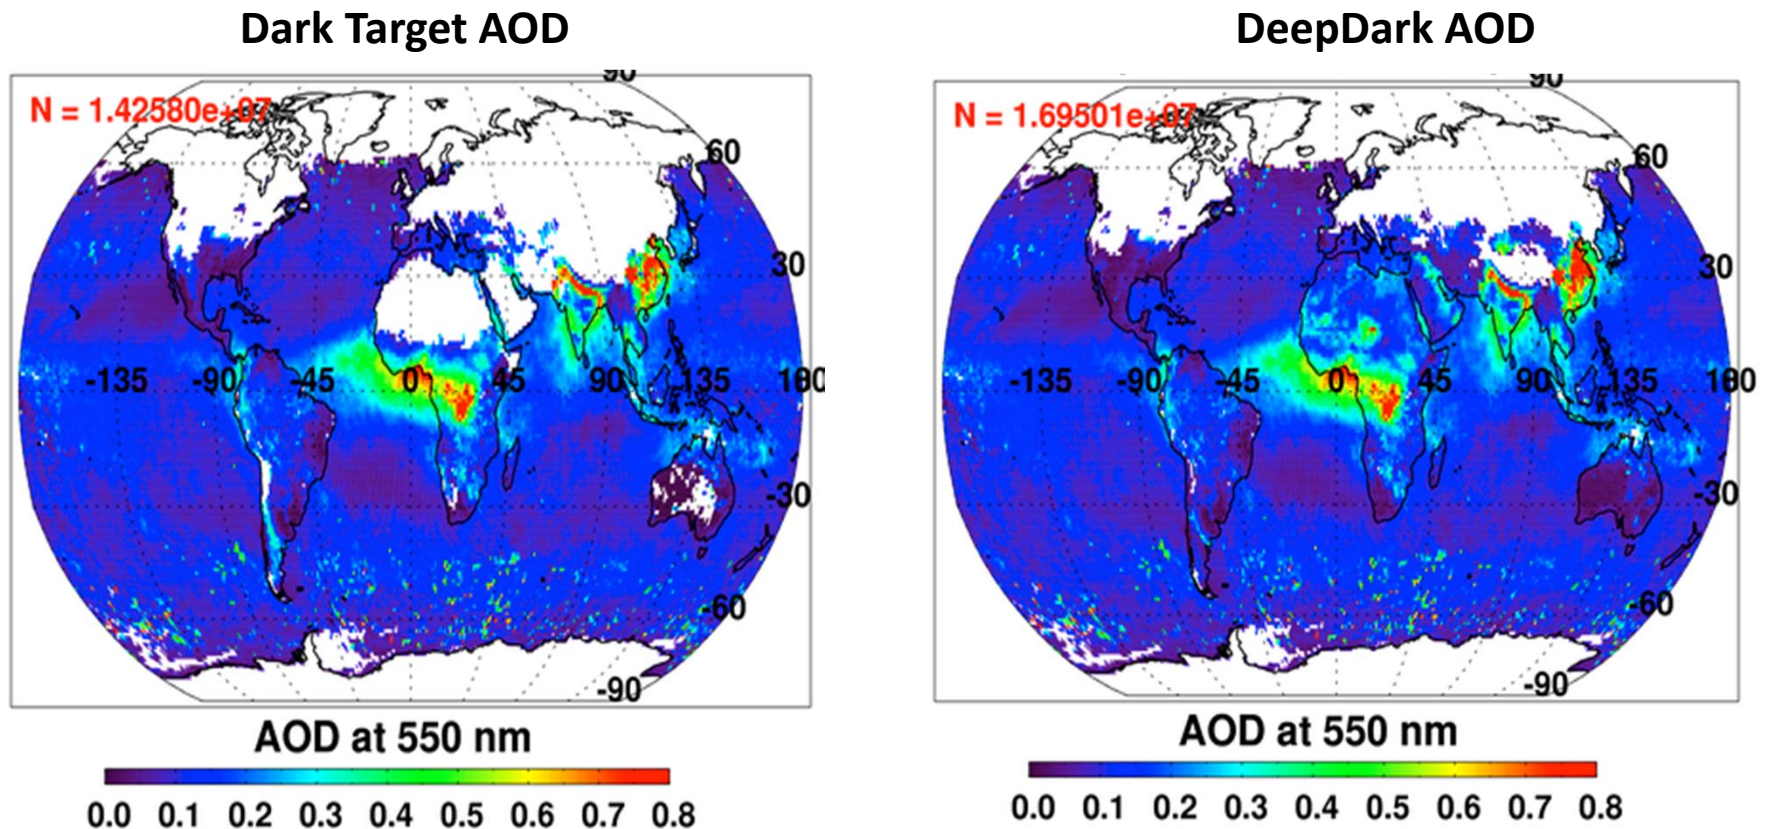 Dark Target AOD
DeepDark AOD
90
N = 1.42580e+07
60
30
-135 -90 -45 0 45 90 135 180
-30
-60
-90
AOD at 550 nm
0.0 0.1 0.2 0.3 0.4 0.5 0.6 0.7 0.8
90
N = 1.69501e+07
60
30
-135 -90 -45 0 45 90 135 180
-30
-60
-90
AOD at 550 nm
0.0 0.1 0.2 0.3 0.4 0.5 0.6 0.7 0.8